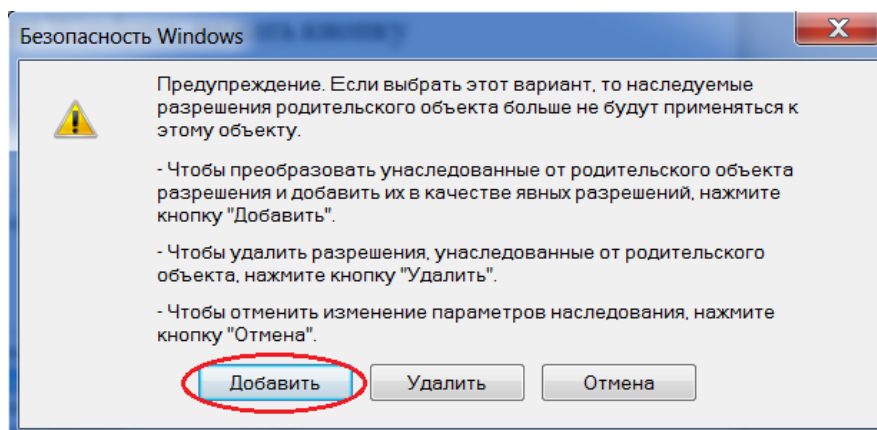 Безопасность Windows
Предупреждение. Если выбрать этот вариант, то наследуемые
разрешения родительского объекта больше не будут применяться к
этому объекту.
- Чтобы преобразовать унаследованные от родительского объекта
разрешения и добавить их в качестве явных разрешений, нажмите
кнопку "Добавить".
- Чтобы удалить разрешения, унаследованные от родительского
объекта, нажмите кнопку "Удалить".
- Чтобы отменить изменение параметров наследования, нажмите
кнопку "Отмена".
Добавить Удалить Отмена